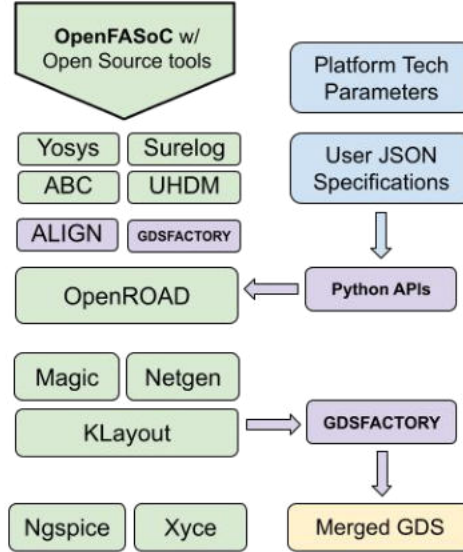 OpenFASoC w/
Open Source tools
Platform Tech
Parameters
Yosys
Surelog
ABC
UHDM
User JSON
Specifications
ALIGN
GDSFACTORY
OpenROAD
Python APIs
Magic
Netgen
KLayout
GDSFACTORY
Ngspice
Xyce
Merged GDS